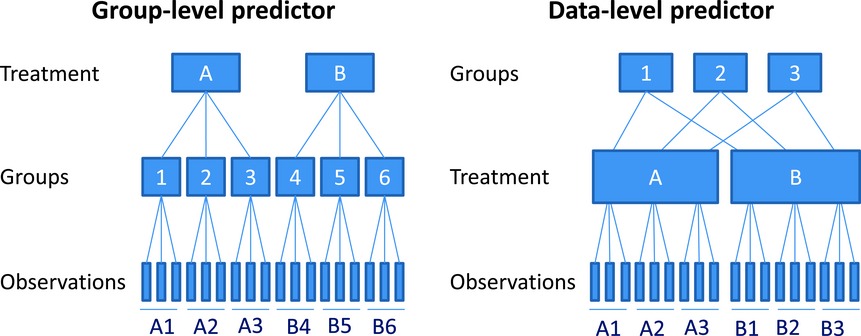 Group-level predictor
Treatment A B
Groups 1 2 3 4 5 6
Observations
A1 A2 A3 B4 B5 B6
Data-level predictor
Groups 1 2 3
Treatment A B
Observations
A1 A2 A3 B1 B2 B3